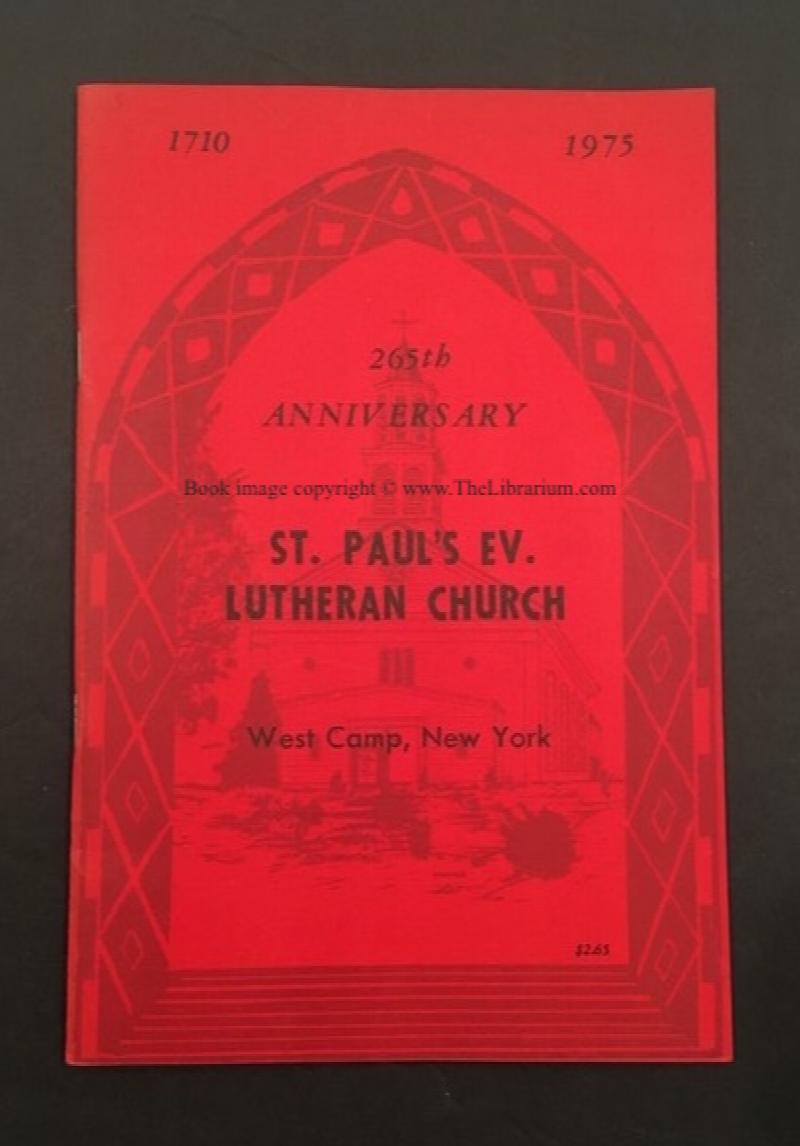 1710 1975
265th
ANNIVERSARY
Book image copyright © www.TheLibrarium.com
ST. PAUL'S EV.
LUTHERAN CHURCH
West Camp, New York
$2.65